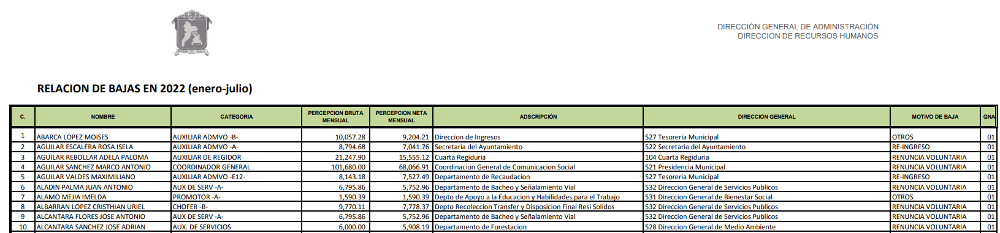 DIRECCIÓN GENERAL DE ADMINISTRACIÓN
DIRECCION DE RECURSOS HUMANOS
RELACION DE BAJAS EN 2022 (enero-julio)
C. NOMBRE CATEGORIA PERCEPCION BRUTA MENSUAL PERCEPCION NETA MENSUAL ADSCRIPCIÓN DIRECCION GENERAL MOTIVO DE BAJA QNA
1 ABARCA LOPEZ MOISES AUXILIAR ADMVO -B- 10,057.28 9,204.21 Direccion de Ingresos 527 Tesoreria Municipal OTROS 01
2 AGUILAR ESCALERA ROSA ISELA AUXILIAR ADMVO -A- 8,794.68 7,041.76 Secretaria del Ayuntamiento 522 Secretaria del Ayuntamiento RE-INGRESO 01
3 AGUILAR REBOLLAR ADELA PALOMA AUXILIAR DE REGIDOR 21,247.90 15,555.12 Cuarta Regiduria 104 Cuarta Regiduria RENUNCIA VOLUNTARIA 01
4 AGUILAR SANCHEZ MARCO ANTONIO COORDINADOR GENERAL 101,680.00 68,066.91 Coordinacion General de Comunicacion Social 521 Presidencia Municipal RENUNCIA VOLUNTARIA 01
5 AGUILAR VALDES MAXIMILIANO AUXILIAR ADMVO -E12- 8,143.18 7,527.49 Departamento de Recaudacion 527 Tesoreria Municipal RE-INGRESO 01
6 ALADIN PALMA JUAN ANTONIO AUX DE SERV -A- 6,795.86 5,752.96 Departamento de Bacheo y Señalamiento Vial 532 Direccion General de Servicios Publicos RENUNCIA VOLUNTARIA 01
7 ALAMO MEJIA IMELDA PROMOTOR -A- 1,590.39 1,590.39 Depto de Apoyo a la Educacion y Habilidades para el Trabajo 531 Direccion General de Bienestar Social OTROS 01
8 ALBARRAN LOPEZ CRISTHIAN URIEL CHOFER -B- 9,770.11 7,778.37 Depto Recoleccion Transfer y Disposicion Final Resi Solidos 532 Direccion General de Servicios Publicos RENUNCIA VOLUNTARIA 01
9 ALCANTARA FLORES JOSE ANTONIO AUX DE SERV -A- 6,795.86 5,752.96 Departamento de Bacheo y Señalamiento Vial 532 Direccion General de Servicios Publicos RENUNCIA VOLUNTARIA 01
10 ALCANTARA SANCHEZ JOSE ADRIAN AUX. DE SERVICIOS 6,000.00 5,908.19 Departamento de Forestacion 528 Direccion General de Medio Ambiente RENUNCIA VOLUNTARIA 01